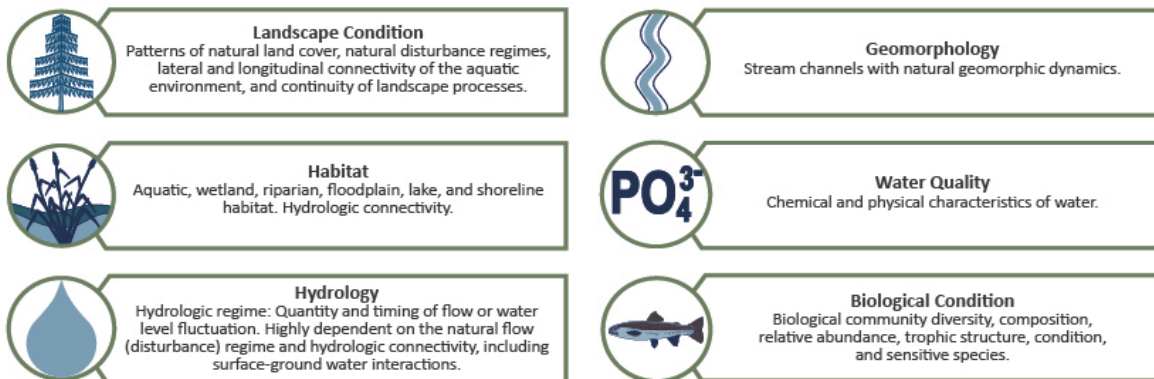 Landscape Condition
Patterns of natural land cover, natural disturbance regimes,
lateral and longitudinal connectivity of the aquatic
environment, and continuity of landscape processes.
Habitat
Aquatic, wetland, riparian, floodplain, lake, and shoreline
habitat. Hydrologic connectivity.
Hydrology
Hydrologic regime: Quantity and timing of flow or water
level fluctuation. Highly dependent on the natural flow
(disturbance) regime and hydrologic connectivity, including
surface-ground water interactions.
Geomorphology
Stream channels with natural geomorphic dynamics.
PO₄³⁻
Water Quality
Chemical and physical characteristics of water.
Biological Condition
Biological community diversity, composition,
relative abundance, trophic structure, condition,
and sensitive species.